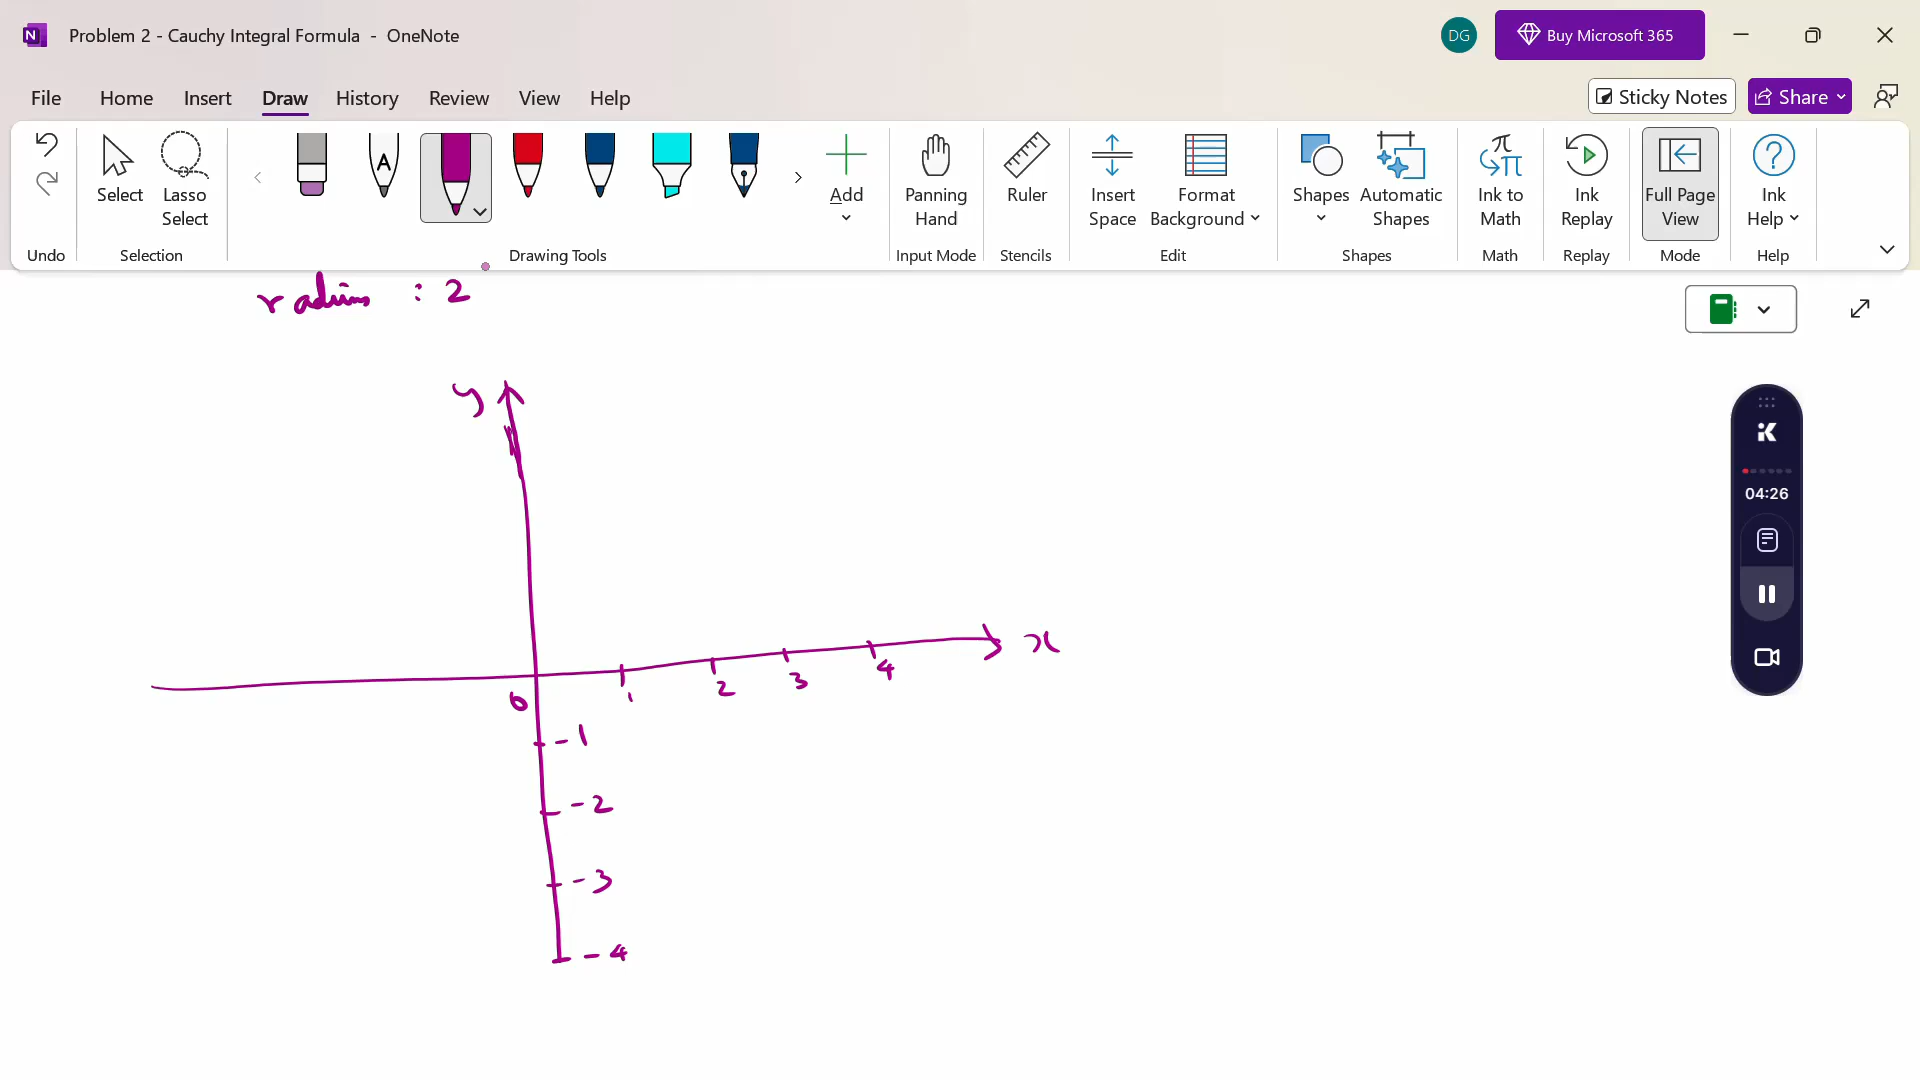 Problem 2 - Cauchy Integral Formula - OneNote
DG
Buy Microsoft 365
File Home Insert Draw History Review View Help
Sticky Notes
Share
Select
Lasso Select
A
Add
Panning Hand
Ruler
Insert Space
Format Background
Shapes
Automatic Shapes
Ink to Math
Ink Replay
Full Page View
Ink Help
Undo
Selection
Drawing Tools
Input Mode
Stencils
Edit
Shapes
Math
Replay
Mode
Help
radius : 2
y
04:26
x
0
1
2
3
4
-1
-2
-3
-4